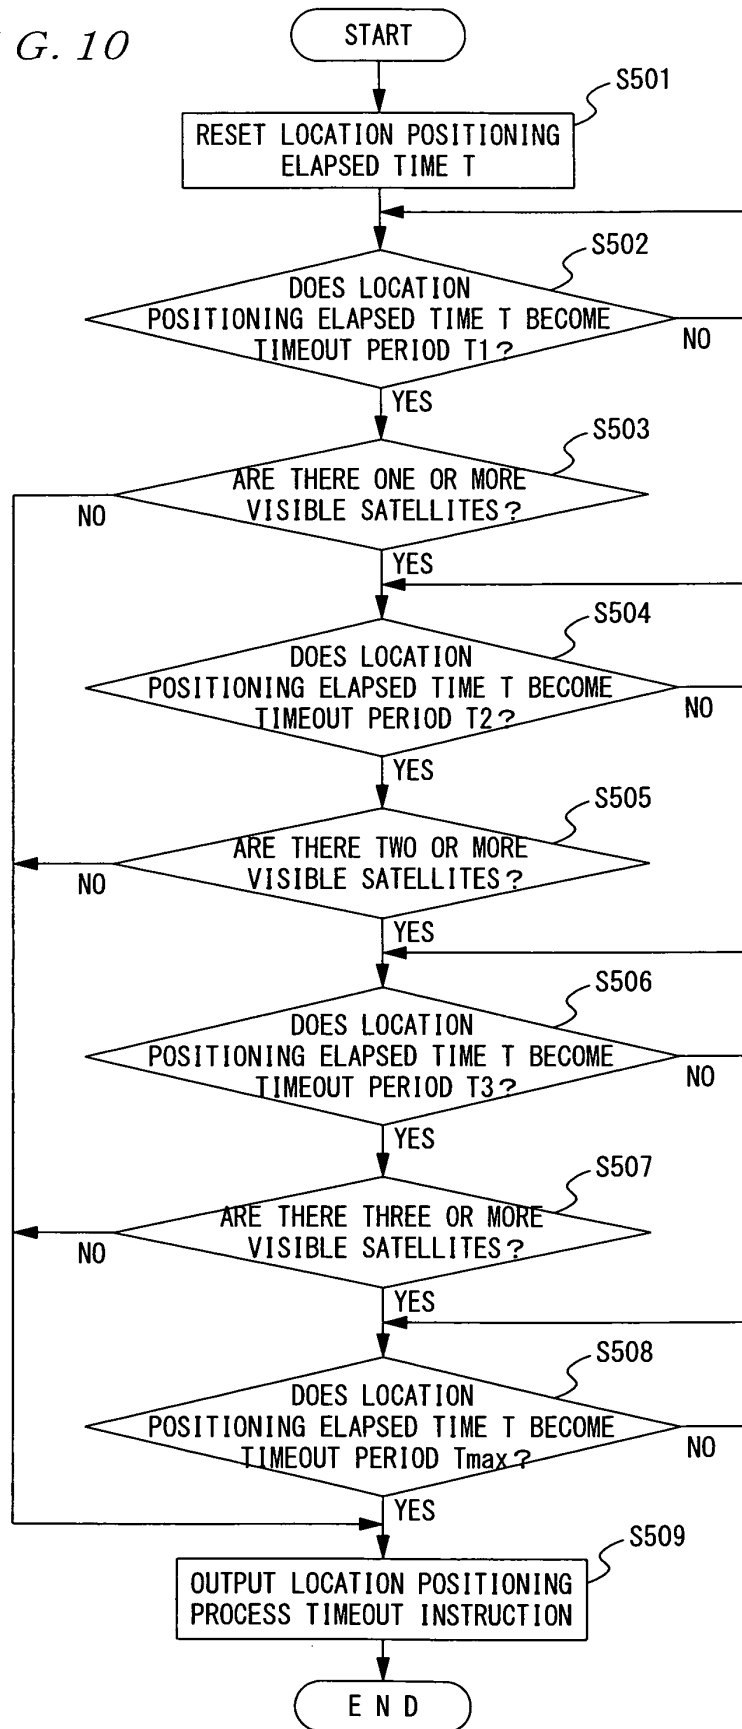 G. 10
START
S501
RESET LOCATION POSITIONING
ELAPSED TIME T
S502
DOES LOCATION
POSITIONING ELAPSED TIME T BECOME
TIMEOUT PERIOD T1?
NO
YES
S503
ARE THERE ONE OR MORE
VISIBLE SATELLITES?
NO
YES
S504
DOES LOCATION
POSITIONING ELAPSED TIME T BECOME
TIMEOUT PERIOD T2?
NO
YES
S505
ARE THERE TWO OR MORE
VISIBLE SATELLITES?
NO
YES
S506
DOES LOCATION
POSITIONING ELAPSED TIME T BECOME
TIMEOUT PERIOD T3?
NO
YES
S507
ARE THERE THREE OR MORE
VISIBLE SATELLITES?
NO
YES
S508
DOES LOCATION
POSITIONING ELAPSED TIME T BECOME
TIMEOUT PERIOD Tmax?
NO
YES
S509
OUTPUT LOCATION POSITIONING
PROCESS TIMEOUT INSTRUCTION
END